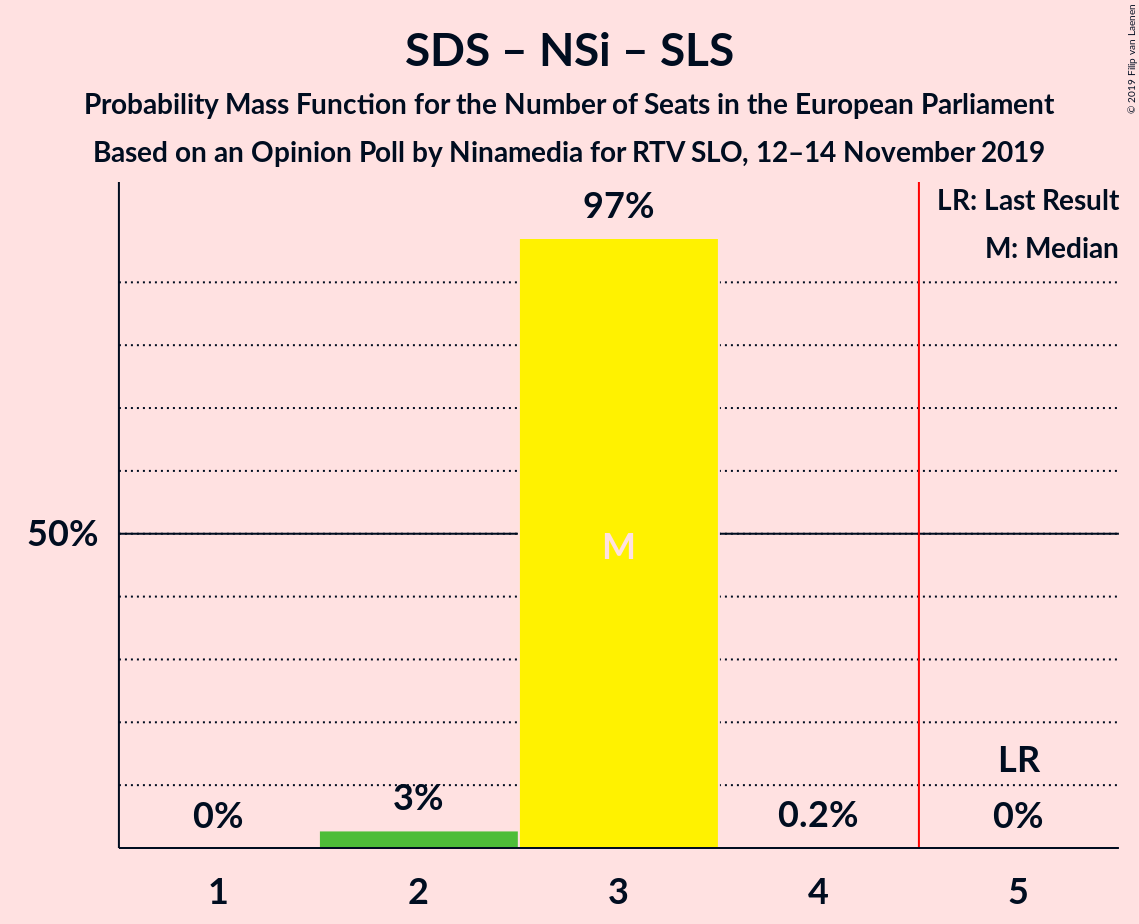 SDS – NSi – SLS
Probability Mass Function for the Number of Seats in the European Parliament
Based on an Opinion Poll by Ninamedia for RTV SLO, 12–14 November 2019
© 2019 Filip van Laenen
LR: Last Result
M: Median
97%
50%
M
LR
0%
3%
0.2%
0%
1
2
3
4
5